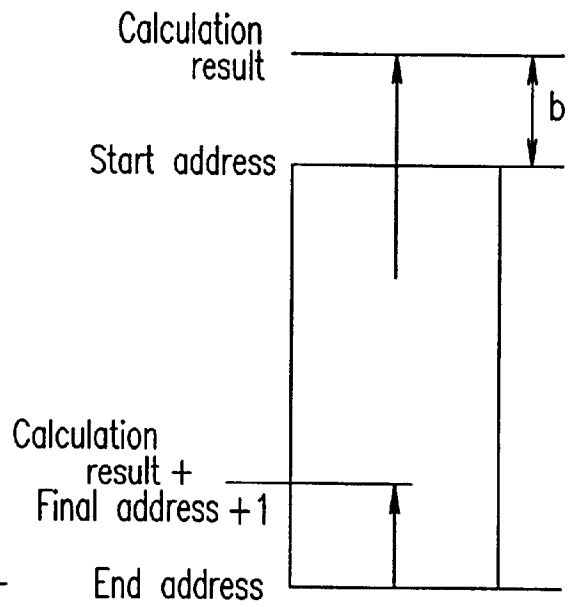 Calculation
result
b
Start address
Calculation
result +
Final address +1
End address